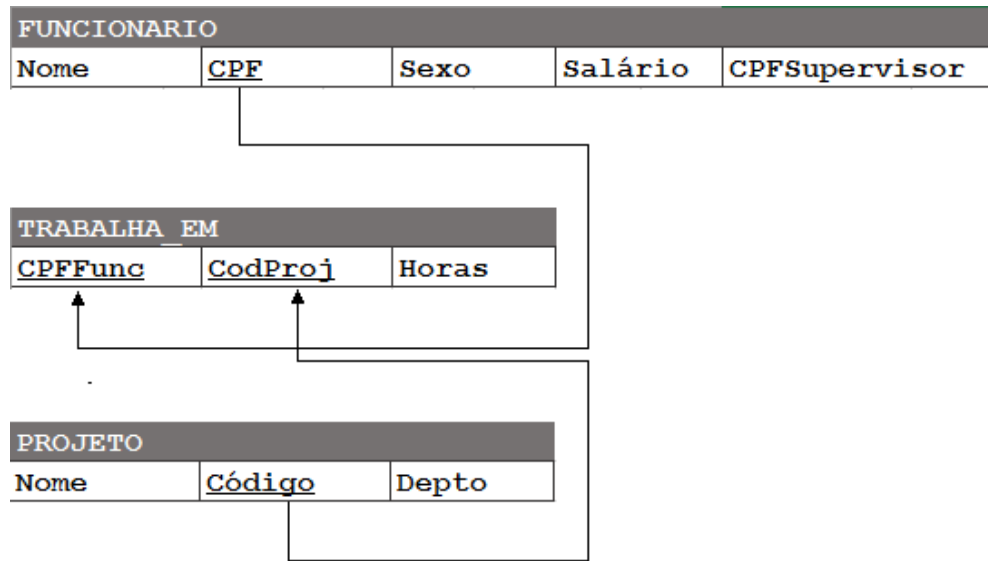 FUNCIONARIO
Nome CPF Sexo Salário CPFSupervisor
TRABALHA_EM
CPFFunc CodProj Horas
PROJETO
Nome Código Depto